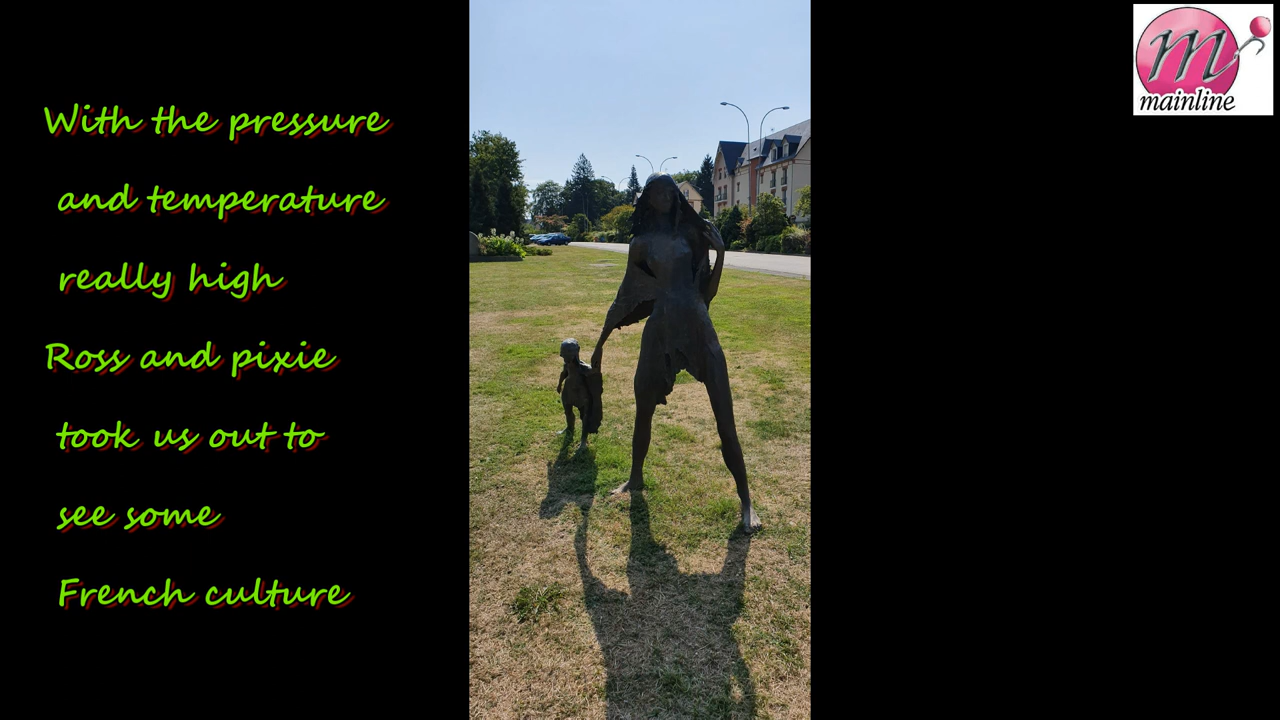 With the pressure
and temperature
really high
Ross and pixie
took us out to
see some
French culture
m
mainline